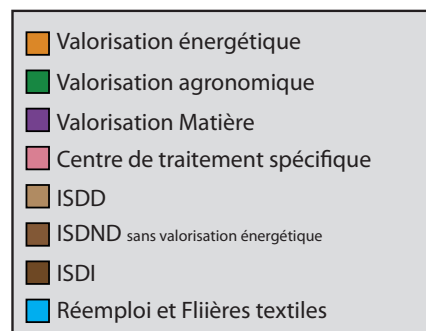 Valorisation énergétique
Valorisation agronomique
Valorisation Matière
Centre de traitement spécifique
ISDD
ISDND sans valorisation énergétique
ISDI
Réemploi et Fliières textiles